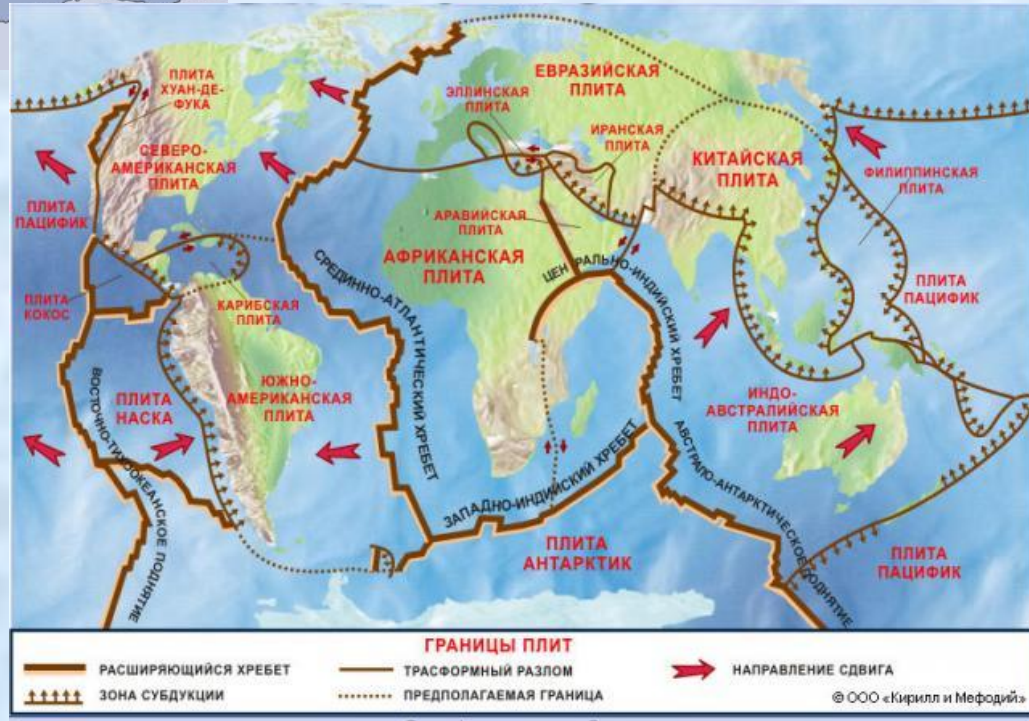 ПЛИТА
ХУАН-ДЕ-
ФУКА
СЕВЕРО-
АМЕРИКАНСКАЯ
ПЛИТА
ПЛИТА
ПАЦИФИК
ПЛИТА
КОКОС
КАРИБСКАЯ
ПЛИТА
ВОСТОЧНО-ТИХООКЕАНСКОЕ ПОДНЯТИЕ
ПЛИТА
НАСКА
ЮЖНО-
АМЕРИКАНСКАЯ
ПЛИТА
СРЕДИННО-АТЛАНТИЧЕСКИЙ ХРЕБЕТ
ЕВРАЗИЙСКАЯ
ПЛИТА
ЭЛЛИНСКАЯ
ПЛИТА
ИРАНСКАЯ
ПЛИТА
КИТАЙСКАЯ
ПЛИТА
ФИЛИППИНСКАЯ
ПЛИТА
АРАВИЙСКАЯ
ПЛИТА
АФРИКАНСКАЯ
ПЛИТА
ЦЕН РАЛЬНО-ИНДИЙСКИЙ ХРЕБЕТ
ПЛИТА
ПАЦИФИК
ИНДО-
АВСТРАЛИЙСКАЯ
ПЛИТА
ЗАПАДНО-ИНДИЙСКИЙ ХРЕБЕТ
АВСТРАЛО-АНТАРКТИЧЕСКОЕ ПОДНЯТИЕ
ПЛИТА
АНТАРКТИК
ПЛИТА
ПАЦИФИК
ГРАНИЦЫ ПЛИТ
РАСШИРЯЮЩИЙСЯ ХРЕБЕТ
ТРАСФОРМНЫЙ РАЗЛОМ
НАПРАВЛЕНИЕ СДВИГА
ЗОНА СУБДУКЦИИ
ПРЕДПОЛАГАЕМАЯ ГРАНИЦА
© ООО «Кирилл и Мефодий»